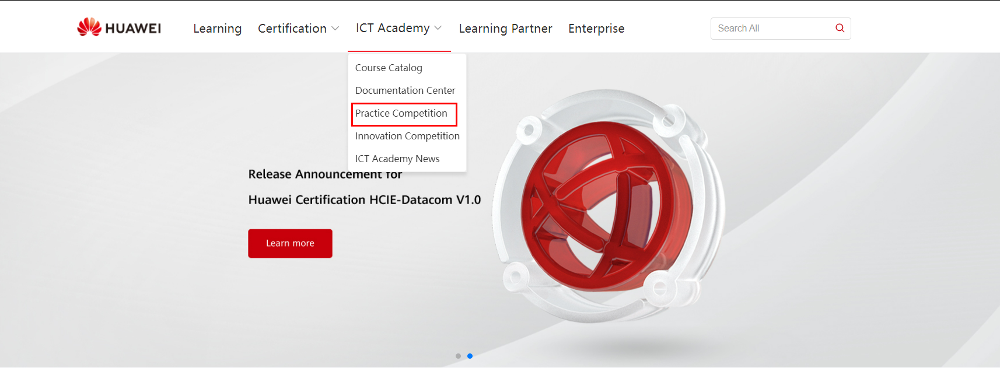 HUAWEI
Learning
Certification
ICT Academy
Learning Partner
Enterprise
Search All
Course Catalog
Documentation Center
Practice Competition
Innovation Competition
ICT Academy News
Release Announcement for
Huawei Certification HCIE-Datacom V1.0
Learn more